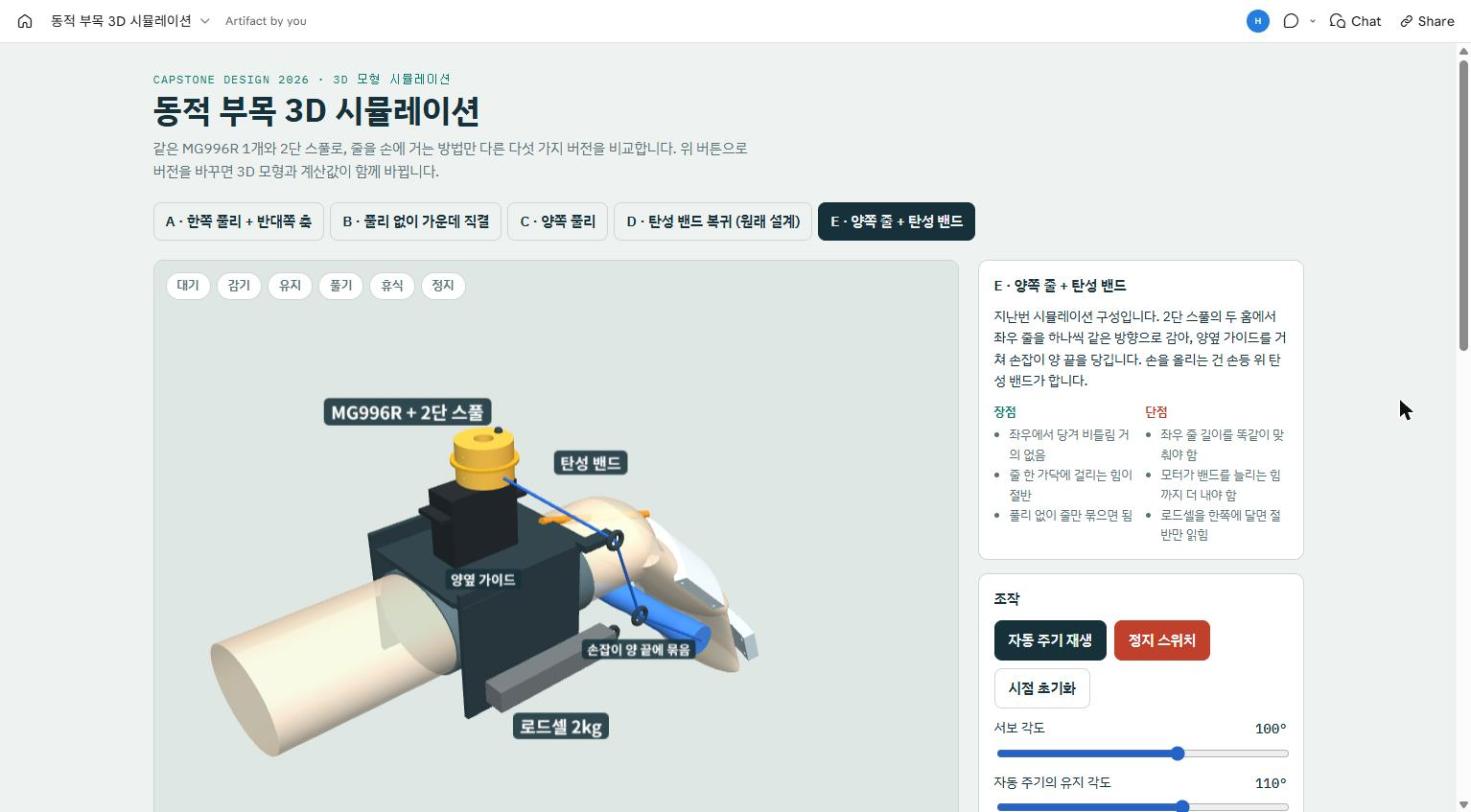 동적 부목 3D 시뮬레이션
Artifact by you
H
Chat
Share
CAPSTONE DESIGN 2026 · 3D 모형 시뮬레이션
동적 부목 3D 시뮬레이션
같은 MG996R 1개와 2단 스풀로, 줄을 손에 거는 방법만 다른 다섯 가지 버전을 비교합니다. 위 버튼으로
버전을 바꾸면 3D 모형과 계산값이 함께 바뀝니다.
A · 한쪽 풀리 + 반대쪽 축
B · 풀리 없이 가운데 직결
C · 양쪽 풀리
D · 탄성 밴드 복귀 (원래 설계)
E · 양쪽 줄 + 탄성 밴드
대기
감기
유지
풀기
휴식
정지
MG996R + 2단 스풀
탄성 밴드
양옆 가이드
손잡이 양 끝에 묶음
로드셀 2kg
E · 양쪽 줄 + 탄성 밴드
지난번 시뮬레이션 구성입니다. 2단 스풀의 두 홈에서
좌우 줄을 하나씩 같은 방향으로 감아, 양옆 가이드를 거
쳐 손잡이 양 끝을 당깁니다. 손을 올리는 건 손등 위 탄
성 밴드가 합니다.
장점
좌우에서 당겨 비틀림 거
의 없음
줄 한 가닥에 걸리는 힘이
절반
풀리 없이 줄만 묶으면 됨
단점
좌우 줄 길이를 똑같이 맞
춰야 함
모터가 밴드를 늘리는 힘
까지 더 내야 함
로드셀을 한쪽에 달면 절
반만 읽힘
조작
자동 주기 재생
정지 스위치
시점 초기화
서보 각도
100°
자동 주기의 유지 각도
110°